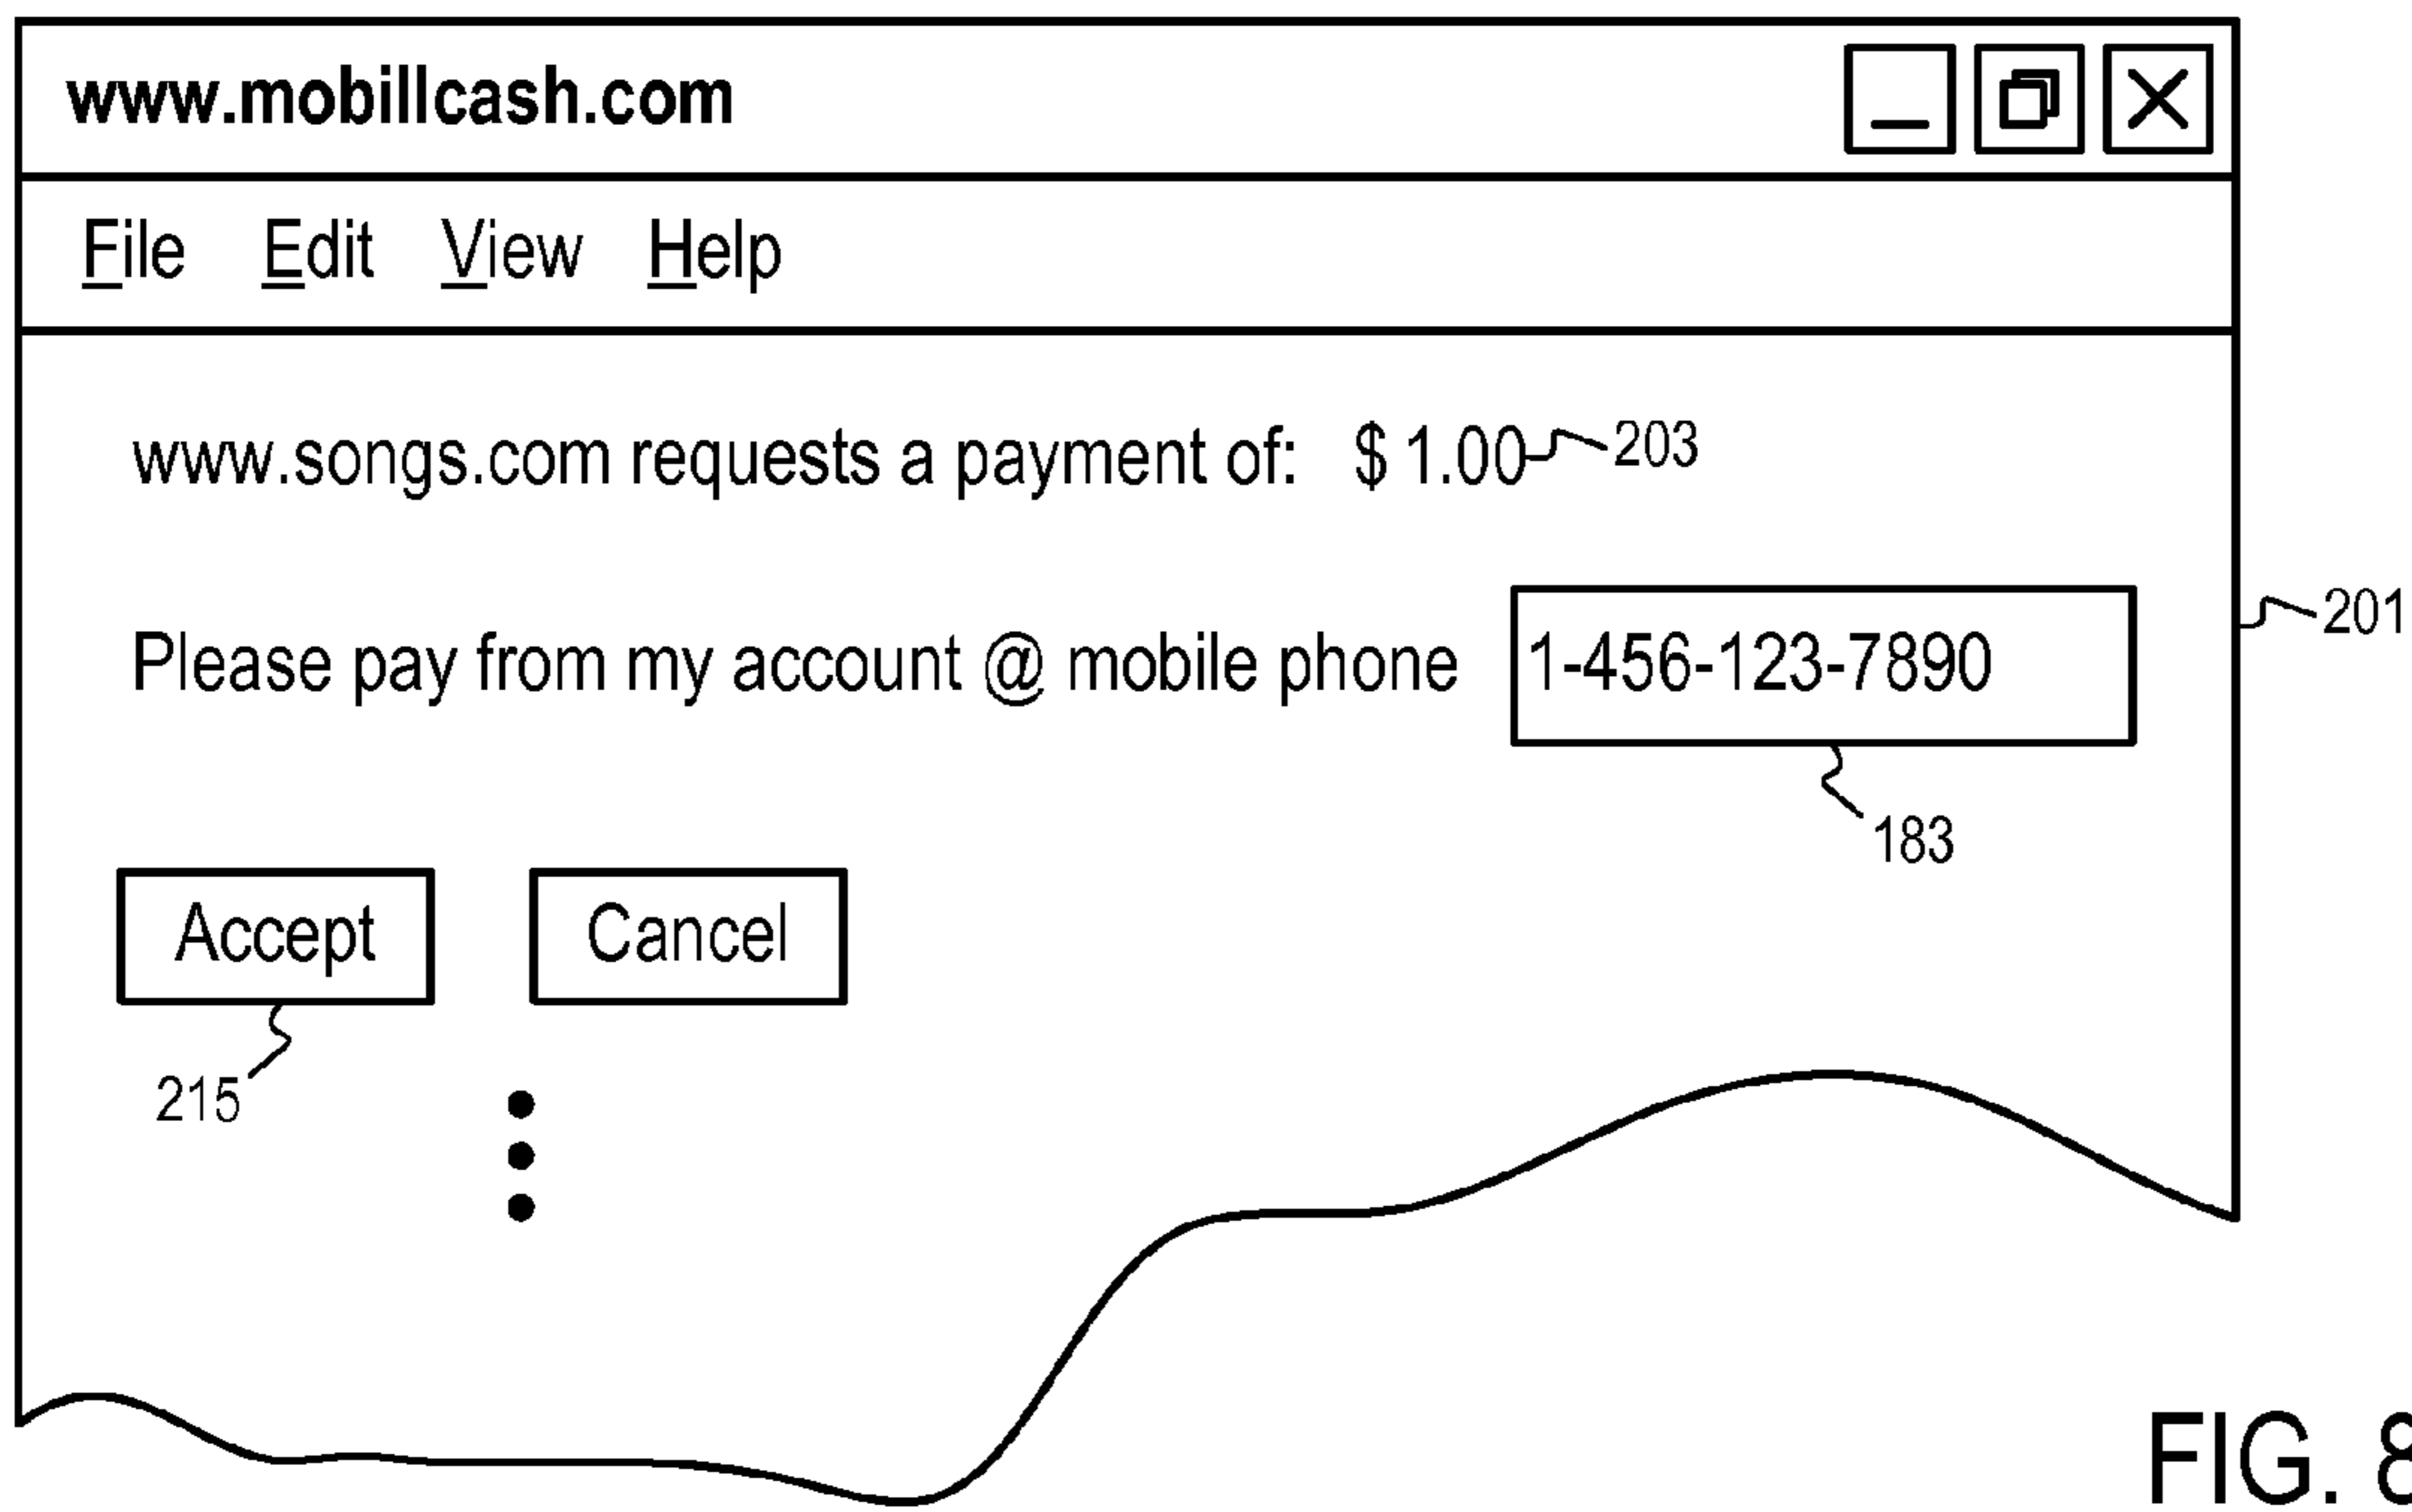 www.mobillcash.com
File Edit View Help
www.songs.com requests a payment of: $ 1.00 203
201
Please pay from my account @ mobile phone 1-456-123-7890
183
Accept Cancel
215
FIG. 8